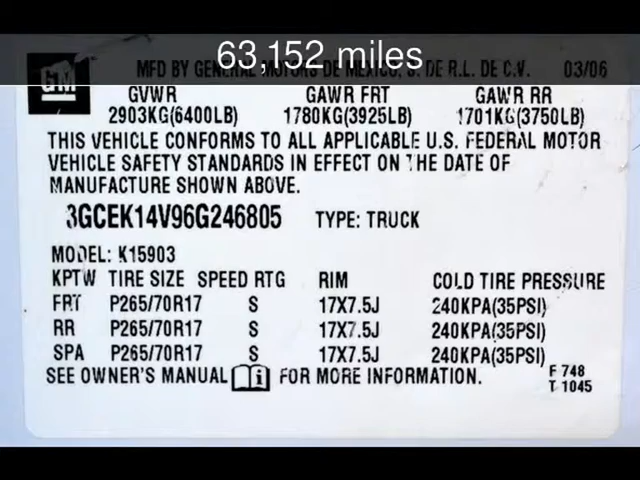 63,152 miles
GM
MFD BY GENERAL MOTORS DE MEXICO, S. DE R.L. DE C.V. 03/06
GVWR GAWR FRT GAWR RR
2903KG(6400LB) 1780KG(3925LB) 1701KG(3750LB)
THIS VEHICLE CONFORMS TO ALL APPLICABLE U.S. FEDERAL MOTOR
VEHICLE SAFETY STANDARDS IN EFFECT ON THE DATE OF
MANUFACTURE SHOWN ABOVE.
3GCEK14V96G246805 TYPE: TRUCK
MODEL: K15903
KPTW TIRE SIZE SPEED RTG RIM COLD TIRE PRESSURE
FRT P265/70R17 S 17X7.5J 240KPA(35PSI)
RR P265/70R17 S 17X7.5J 240KPA(35PSI)
SPA P265/70R17 S 17X7.5J 240KPA(35PSI)
SEE OWNER'S MANUAL i FOR MORE INFORMATION.
F 748
T 1045